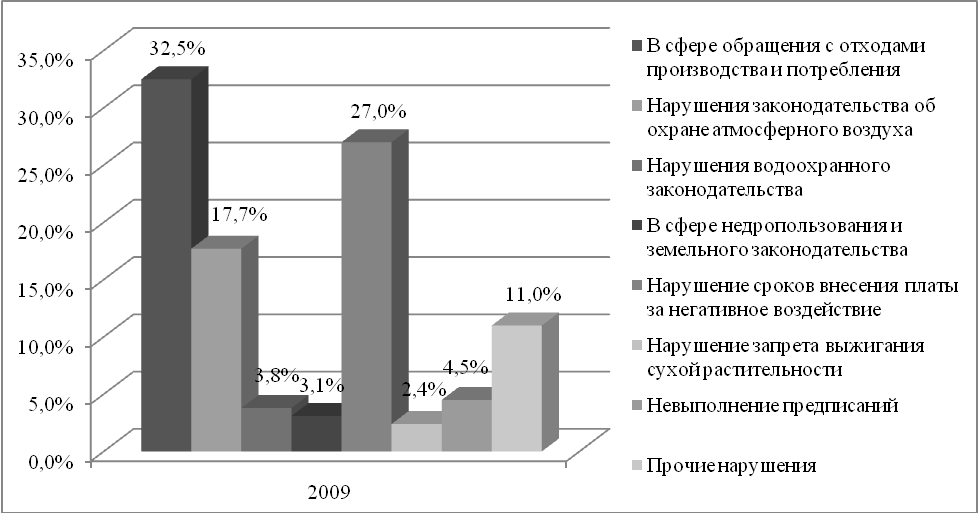 35,0%
30,0%
25,0%
20,0%
15,0%
10,0%
5,0%
0,0%
32,5%
17,7%
3,8%
3,1%
27,0%
2,4%
4,5%
11,0%
2009
В сфере обращения с отходами
производства и потребления
Нарушения законодательства об
охране атмосферного воздуха
Нарушения водоохранного
законодательства
В сфере недропользования и
земельного законодательства
Нарушение сроков внесения платы
за негативное воздействие
Нарушение запрета выжигания
сухой растительности
Невыполнение предписаний
Прочие нарушения